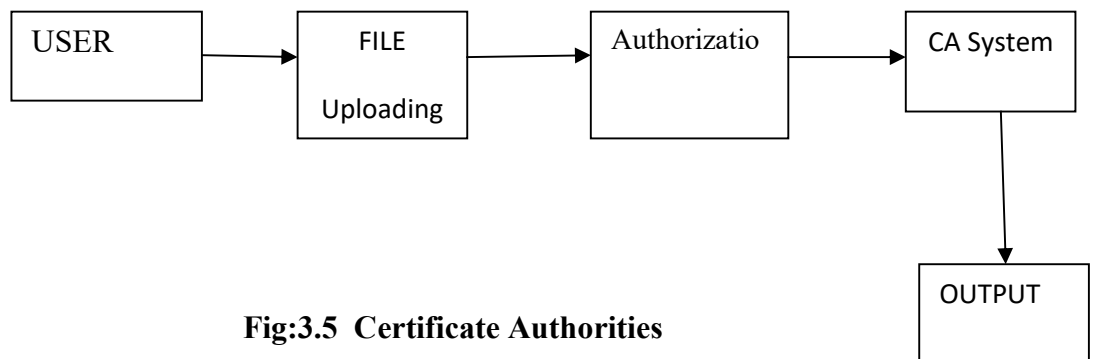 USER
FILE
Uploading
Authorizatio
CA System
OUTPUT
Fig:3.5 Certificate Authorities